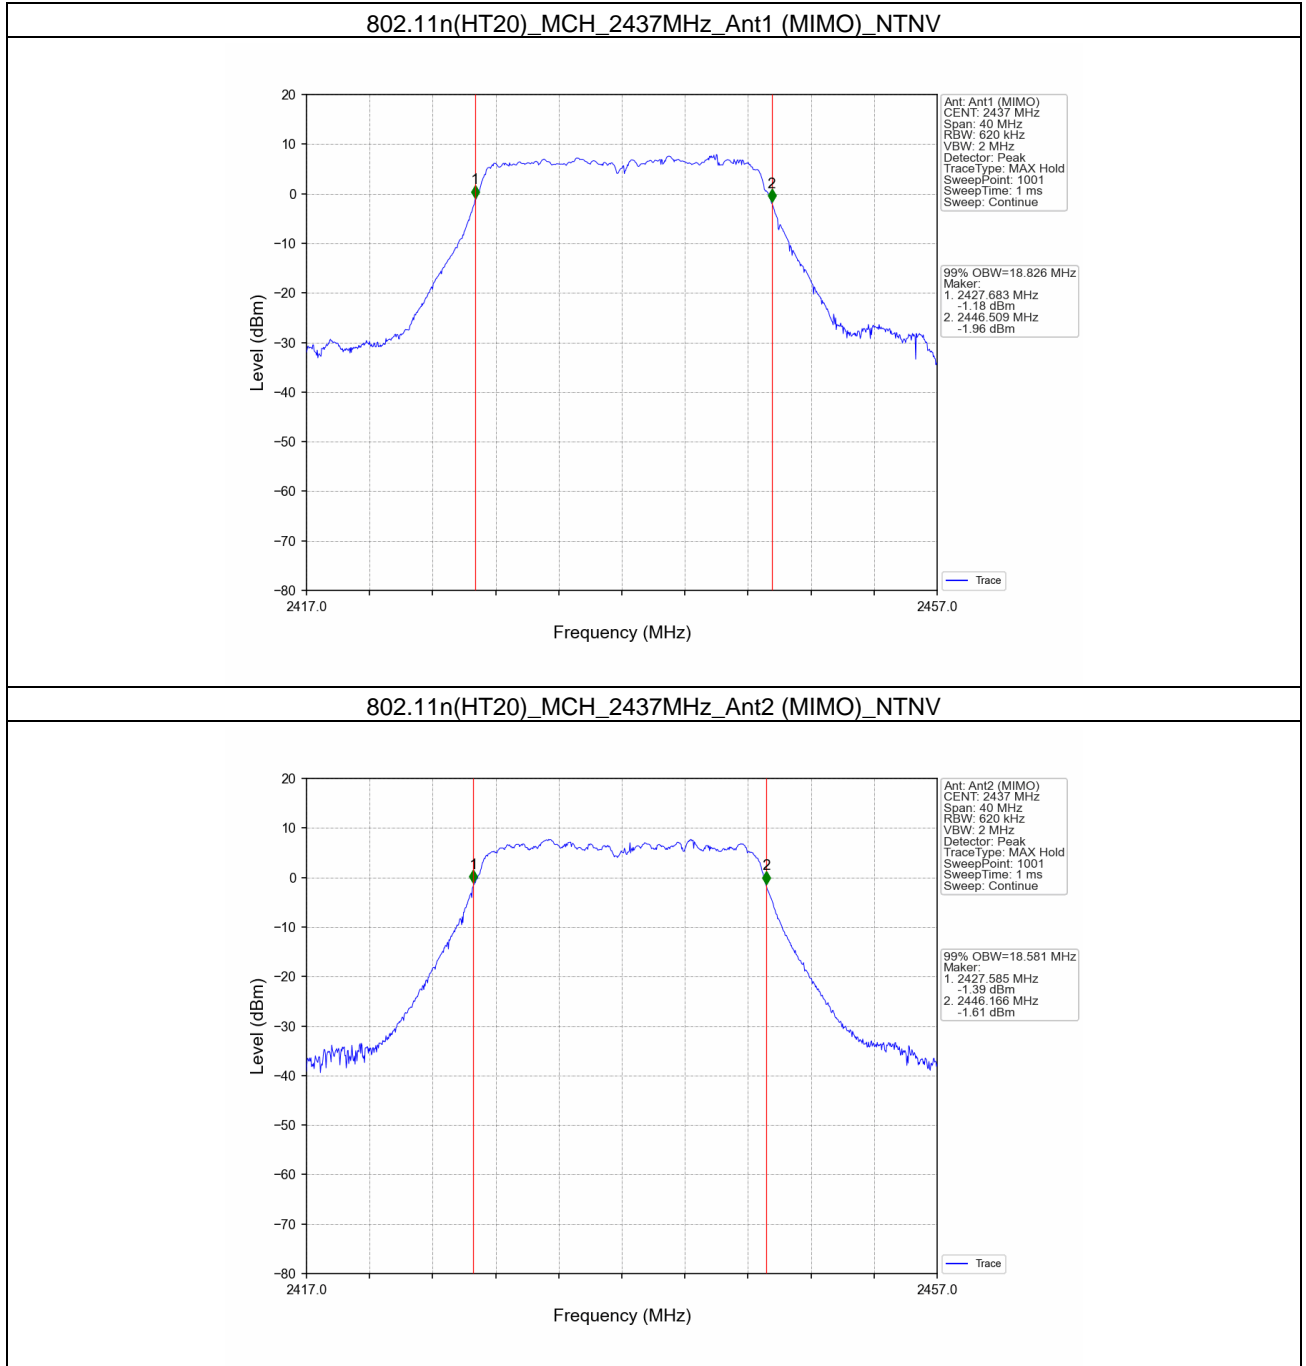 802.11n(HT20)_MCH_2437MHz_Ant1 (MIMO)_NTNV
20
10
0
−10
−20
−30
−40
−50
−60
−70
−80
Level (dBm)
1
2
2417.0
2457.0
Frequency (MHz)
Ant: Ant1 (MIMO)
CENT: 2437 MHz
Span: 40 MHz
RBW: 620 kHz
VBW: 2 MHz
Detector: Peak
TraceType: MAX Hold
SweepPoint: 1001
SweepTime: 1 ms
Sweep: Continue
99% OBW=18.826 MHz
Maker:
1. 2427.683 MHz
-1.18 dBm
2. 2446.509 MHz
-1.96 dBm
Trace
802.11n(HT20)_MCH_2437MHz_Ant2 (MIMO)_NTNV
20
10
0
−10
−20
−30
−40
−50
−60
−70
−80
Level (dBm)
1
2
2417.0
2457.0
Frequency (MHz)
Ant: Ant2 (MIMO)
CENT: 2437 MHz
Span: 40 MHz
RBW: 620 kHz
VBW: 2 MHz
Detector: Peak
TraceType: MAX Hold
SweepPoint: 1001
SweepTime: 1 ms
Sweep: Continue
99% OBW=18.581 MHz
Maker:
1. 2427.585 MHz
-1.39 dBm
2. 2446.166 MHz
-1.61 dBm
Trace